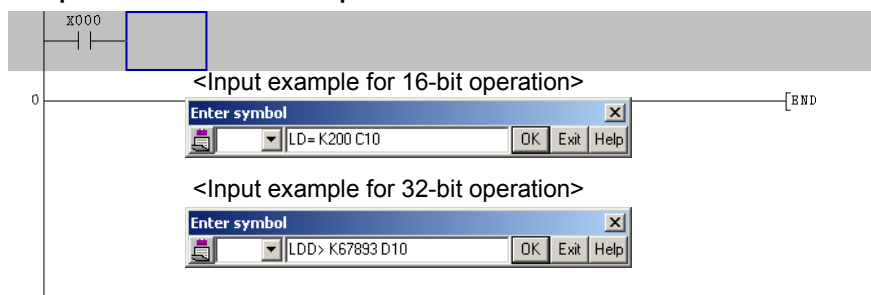 X000
<Input example for 16-bit operation>
0
END
Enter symbol
LD= K200 C10 OK Exit Help
<Input example for 32-bit operation>
Enter symbol
LDD> K67893 D10 OK Exit Help